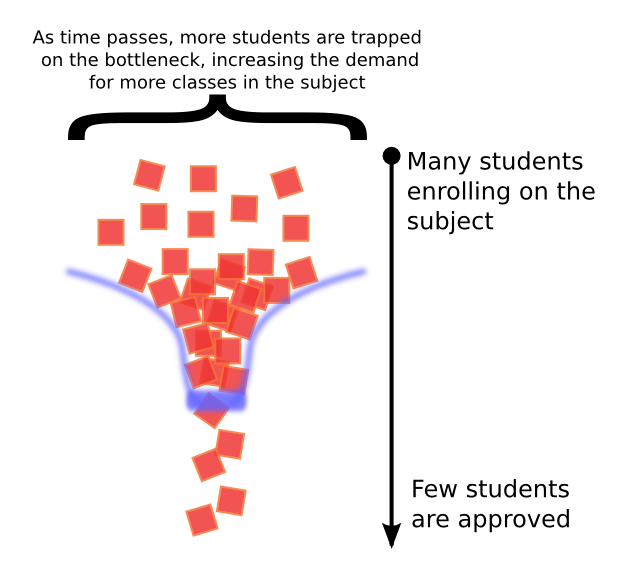 As time passes, more students are trapped
on the bottleneck, increasing the demand
for more classes in the subject
Many students
enrolling on the
subject
Few students
are approved